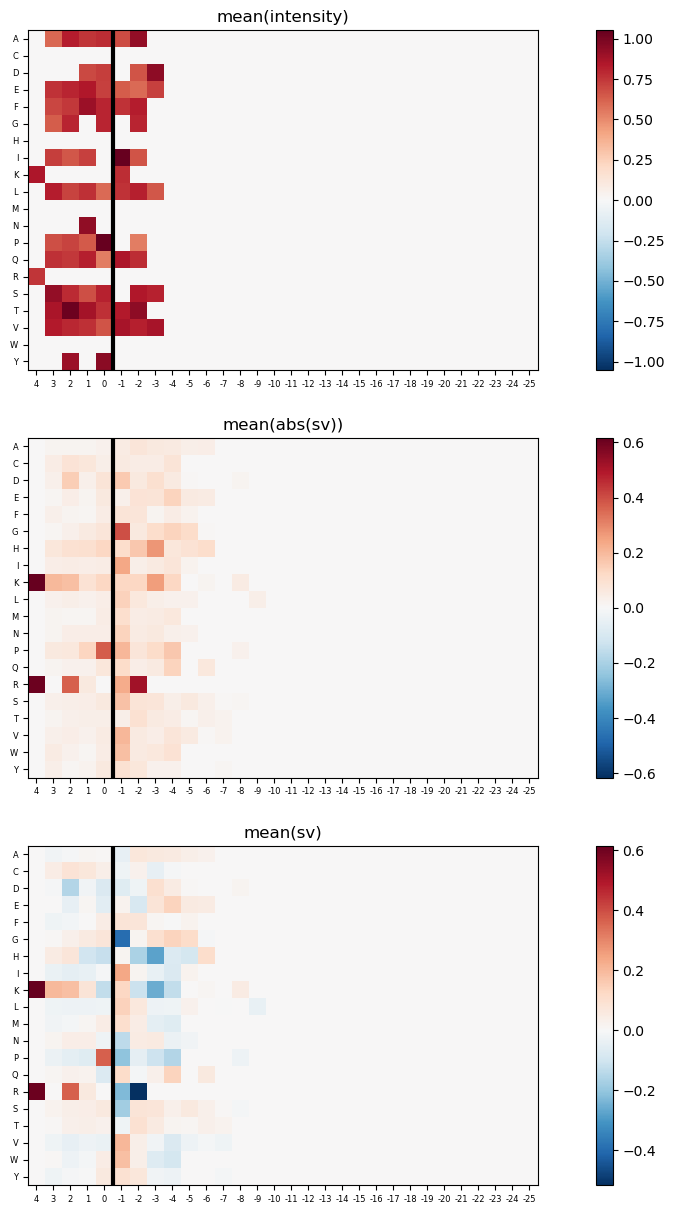 mean(intensity)
A
C
D
E
F
G
H
I
K
L
M
N
P
Q
R
S
T
V
W
Y
4 3 2 1 0 -1 -2 -3 -4 -5 -6 -7 -8 -9 -10 -11 -12 -13 -14 -15 -16 -17 -18 -19 -20 -21 -22 -23 -24 -25
1.00
0.75
0.50
0.25
0.00
−0.25
−0.50
−0.75
−1.00
mean(abs(sv))
A
C
D
E
F
G
H
I
K
L
M
N
P
Q
R
S
T
V
W
Y
4 3 2 1 0 -1 -2 -3 -4 -5 -6 -7 -8 -9 -10 -11 -12 -13 -14 -15 -16 -17 -18 -19 -20 -21 -22 -23 -24 -25
0.6
0.4
0.2
0.0
−0.2
−0.4
−0.6
mean(sv)
A
C
D
E
F
G
H
I
K
L
M
N
P
Q
R
S
T
V
W
Y
4 3 2 1 0 -1 -2 -3 -4 -5 -6 -7 -8 -9 -10 -11 -12 -13 -14 -15 -16 -17 -18 -19 -20 -21 -22 -23 -24 -25
0.6
0.4
0.2
0.0
−0.2
−0.4